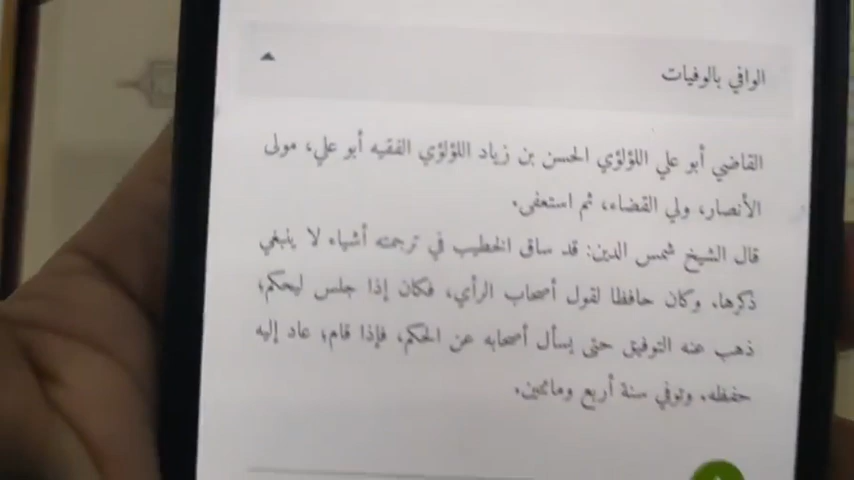 الوافي بالوفيات
القاضي أبو علي اللؤلؤي الحسن بن زياد اللؤلؤي الفقيه أبو علي، مولى
الأنصار، ولي القضاء، ثم استعفى.
قال الشيخ شمس الدين: قد ساق الخطيب في ترجمته أشياء لا ينبغي
ذكرها. وكان حافظا لقول أصحاب الرأي، فكان إذا جلس ليحكم؛
ذهب عنه التوفيق حتى يسأل أصحابه عن الحكم، فإذا قام؛ عاد إليه
حفظه. وتوفي سنة أربع ومائتين.